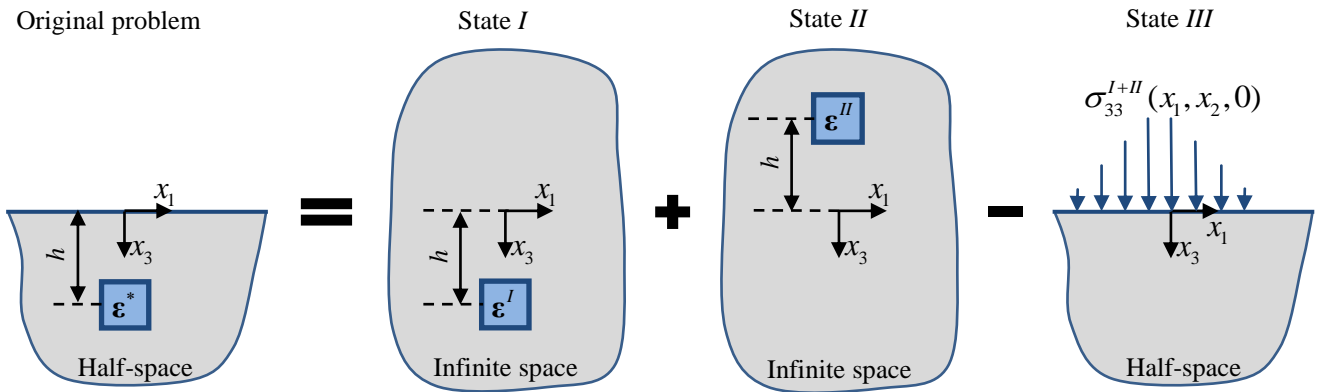 Original problem
State I
State II
State III
σ₃₃ᴵ⁺ᴵᴵ(x₁, x₂, 0)
x₁
x₃
h
ε*
Half-space
x₁
x₃
h
εᴵ
Infinite space
εᴵᴵ
h
x₁
x₃
Infinite space
x₁
x₃
Half-space